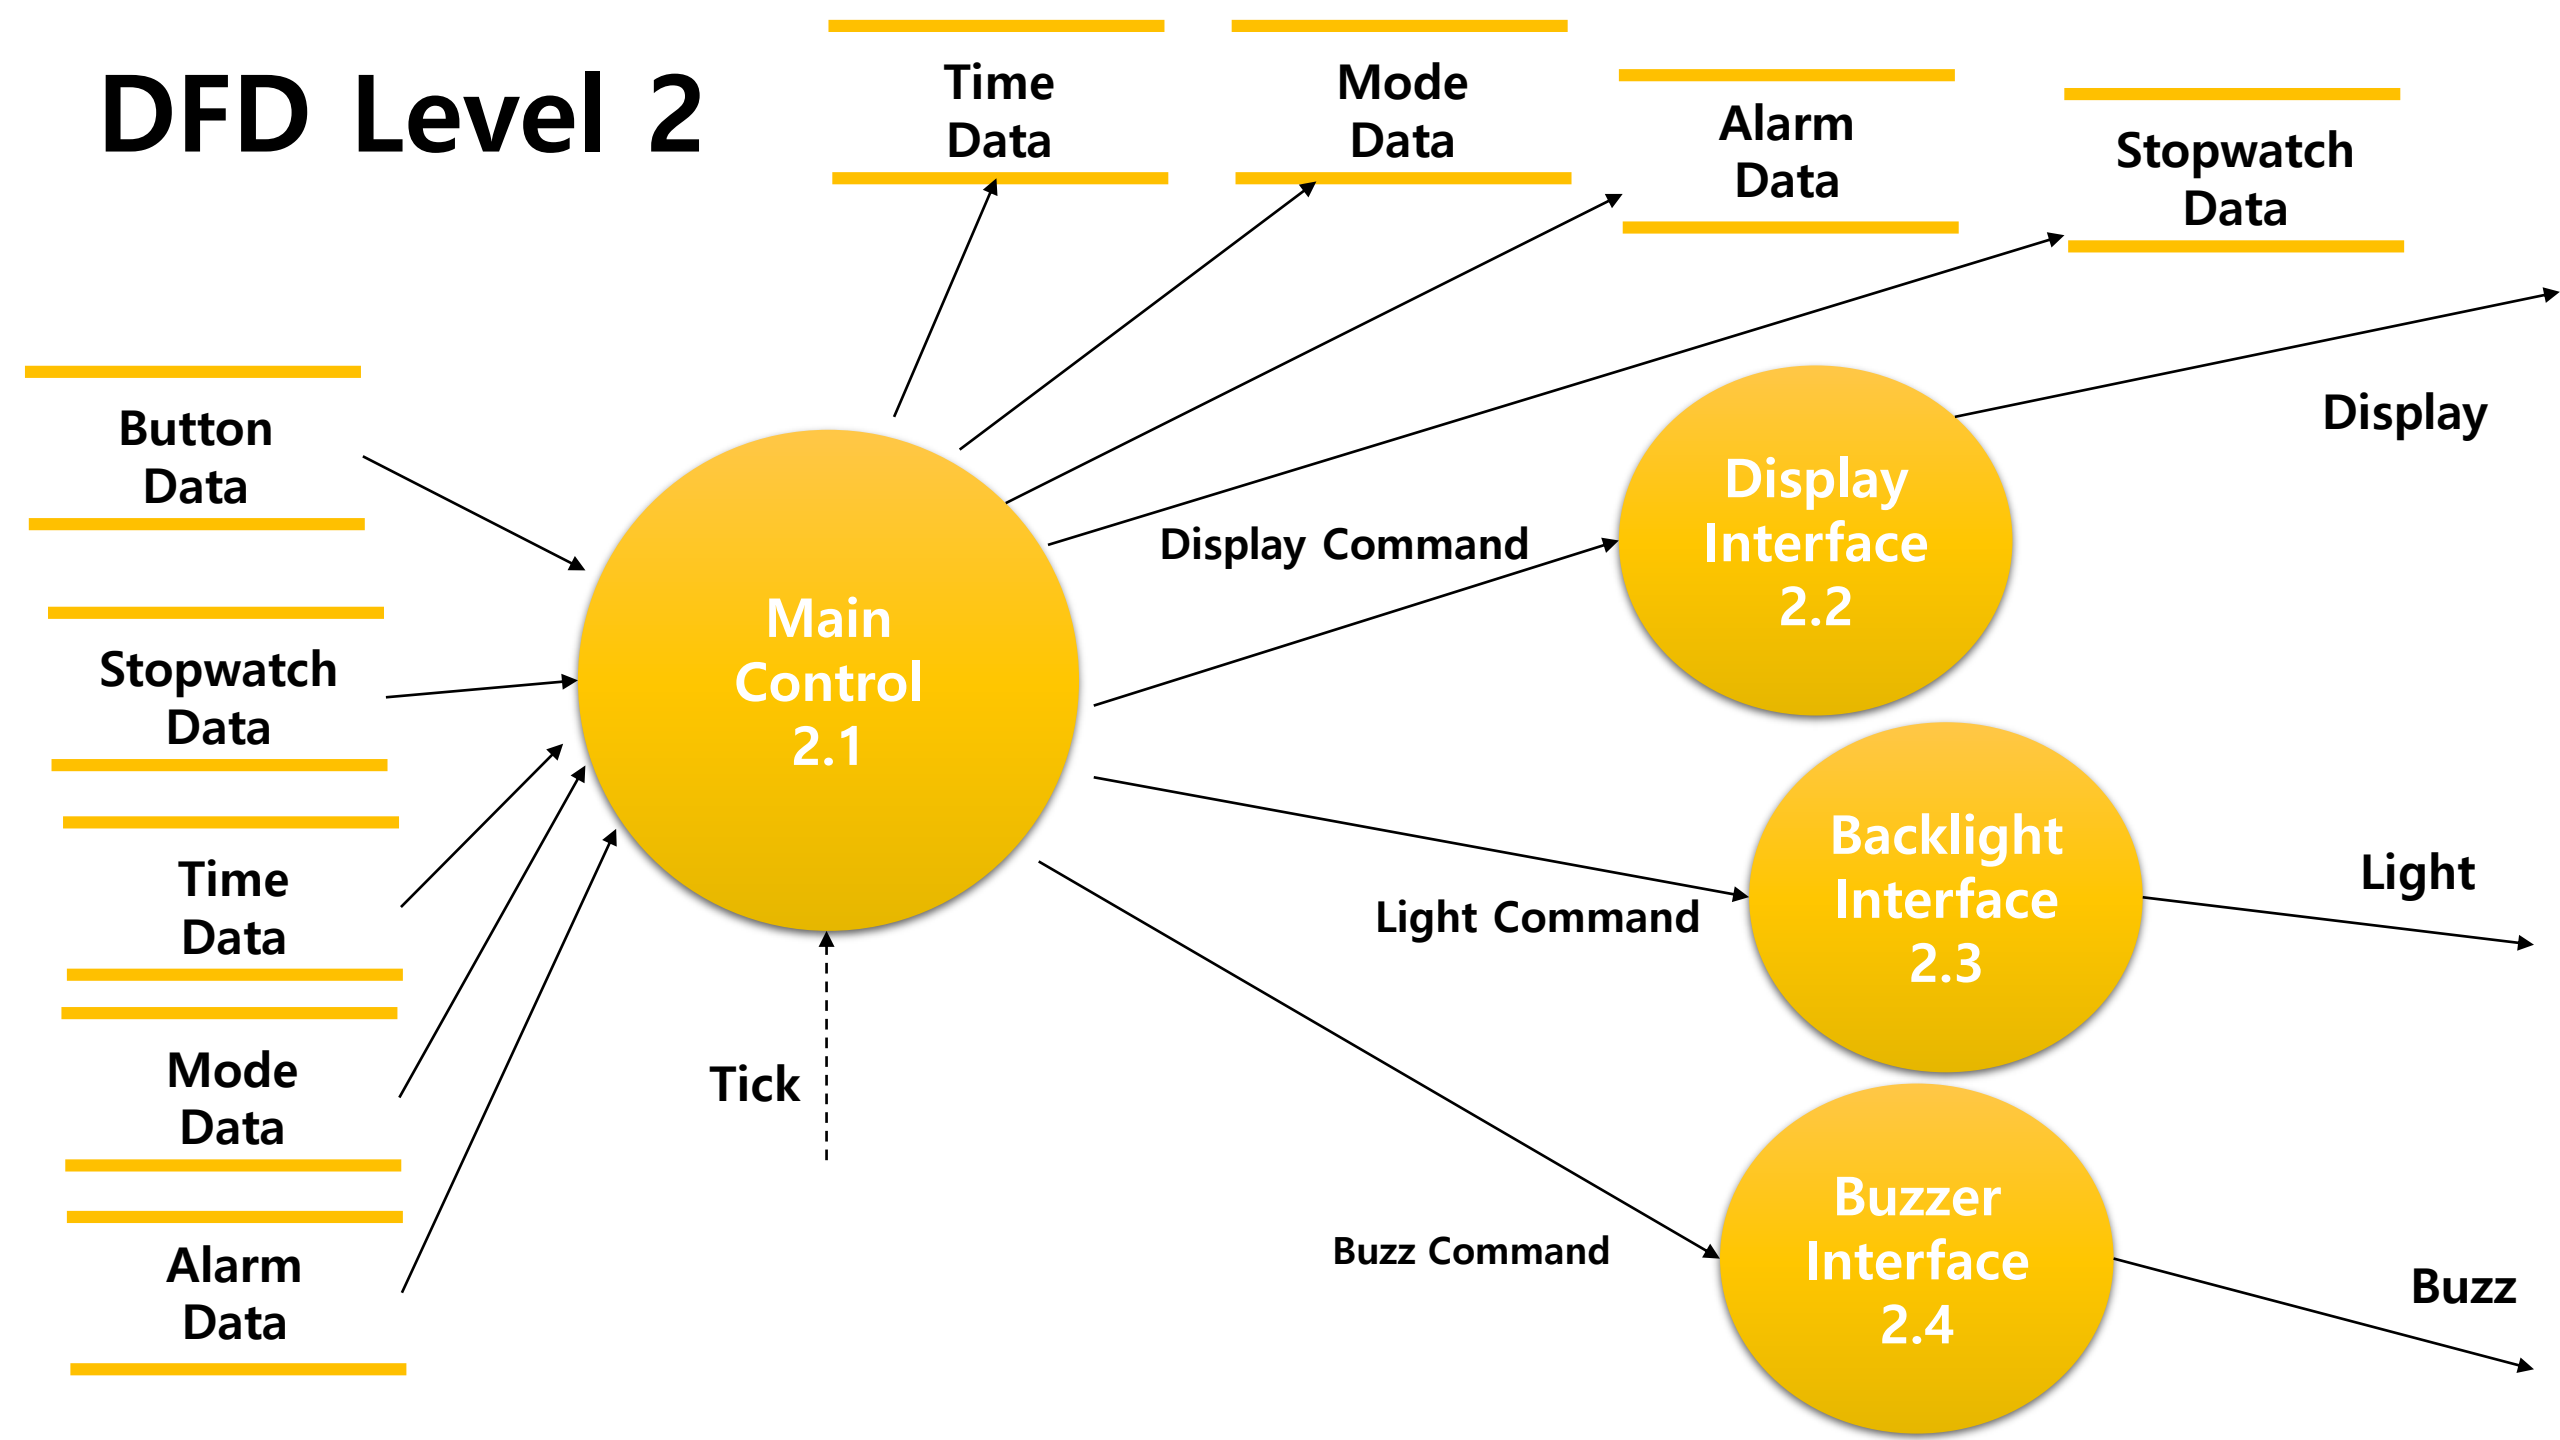 DFD Level 2
Time
Data
Mode
Data
Alarm
Data
Stopwatch
Data
Button
Data
Stopwatch
Data
Time
Data
Mode
Data
Alarm
Data
Main
Control
2.1
Tick
Display Command
Light Command
Buzz Command
Display
Interface
2.2
Backlight
Interface
2.3
Buzzer
Interface
2.4
Display
Light
Buzz